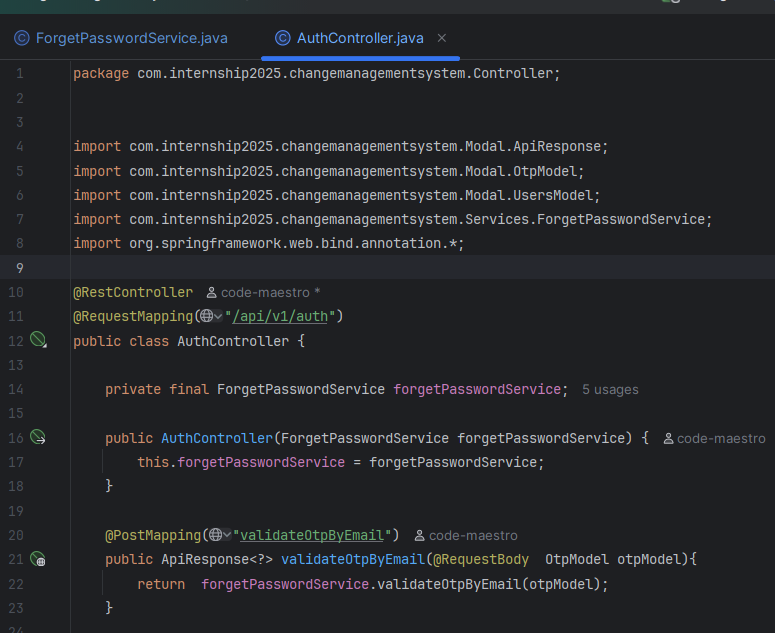 ForgetPasswordService.java
AuthController.java
1 package com.internship2025.changemanagementsystem.Controller;
2
3
4 import com.internship2025.changemanagementsystem.Modal.ApiResponse;
5 import com.internship2025.changemanagementsystem.Modal.OtpModel;
6 import com.internship2025.changemanagementsystem.Modal.UsersModel;
7 import com.internship2025.changemanagementsystem.Services.ForgetPasswordService;
8 import org.springframework.web.bind.annotation.*;
9
10 @RestController code-maestro *
11 @RequestMapping("/api/v1/auth")
12 public class AuthController {
13
14     private final ForgetPasswordService forgetPasswordService; 5 usages
15
16     public AuthController(ForgetPasswordService forgetPasswordService) { code-maestro
17         this.forgetPasswordService = forgetPasswordService;
18     }
19
20     @PostMapping("validateOtpByEmail") code-maestro
21     public ApiResponse<?> validateOtpByEmail(@RequestBody  OtpModel otpModel){
22         return  forgetPasswordService.validateOtpByEmail(otpModel);
23     }
24